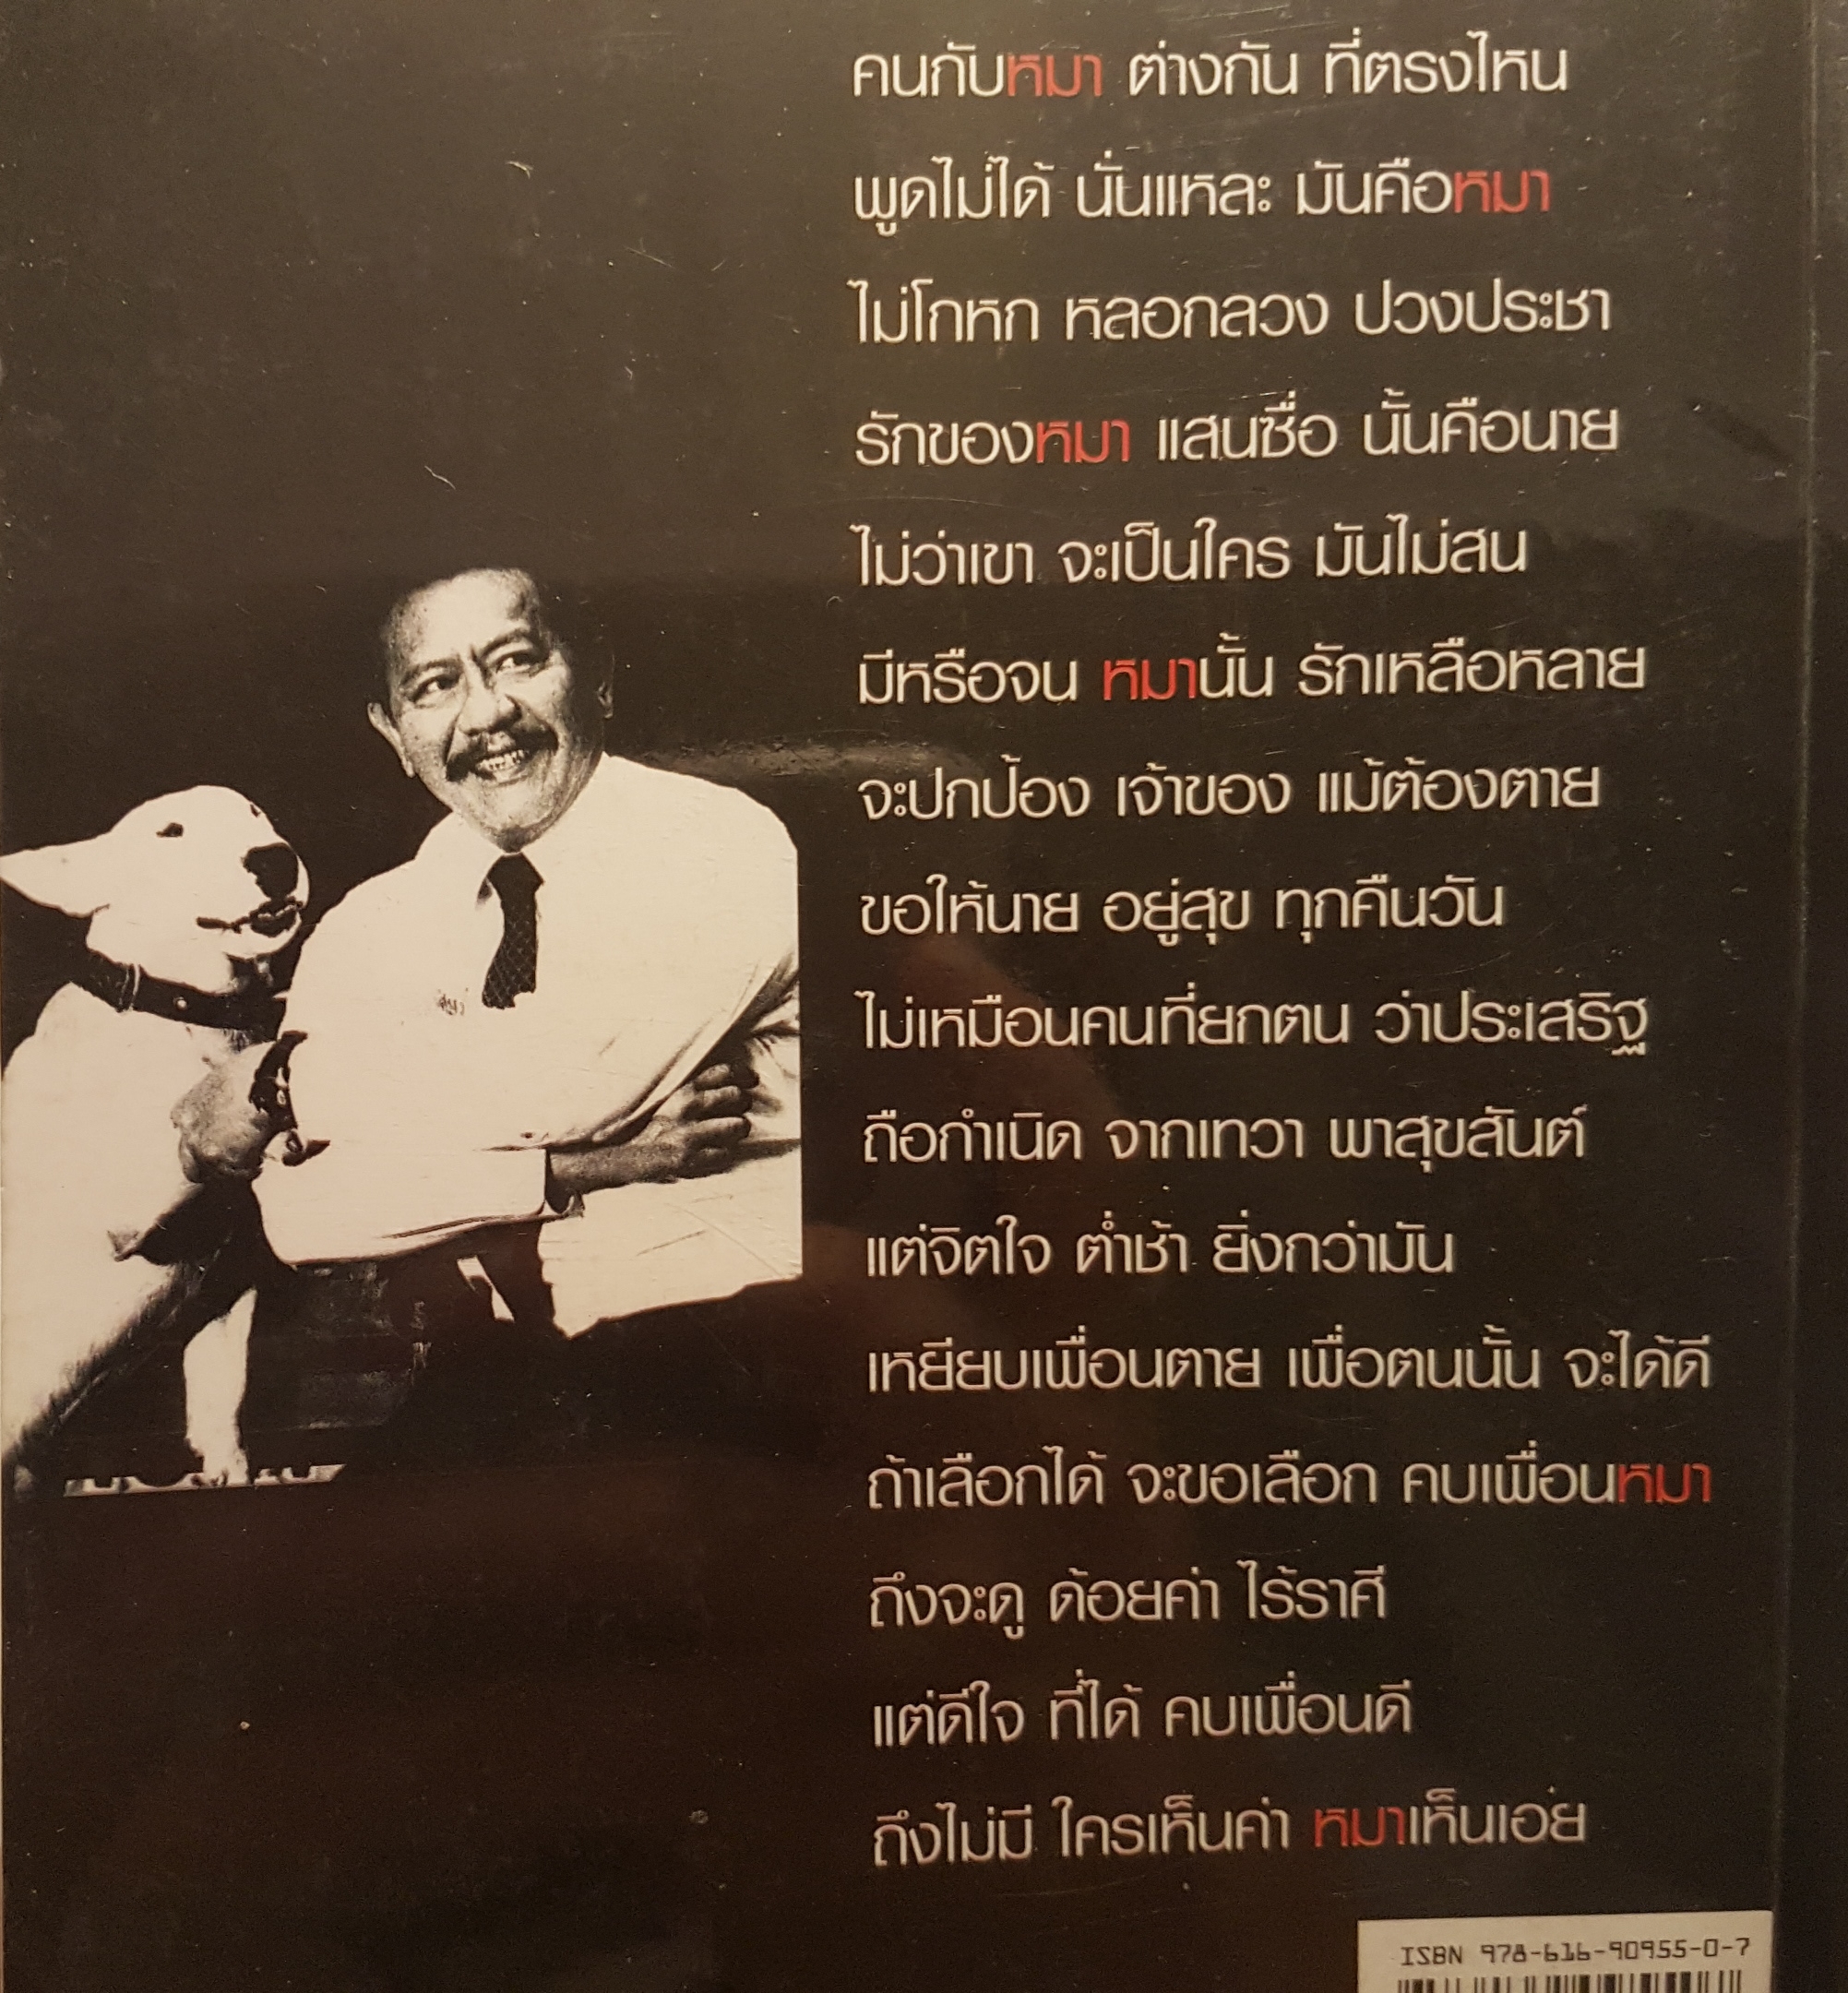 คนกับหมา ต่างกัน ที่ตรงไหน
พูดไม่ได้ นั่นแหละ มันคือหมา
ไม่โกหก หลอกลวง ปวงประชา
รักของหมา แสนซื่อ นั้นคือนาย
ไม่ว่าเขา จะเป็นใคร มันไม่สน
มีหรือจน หมานั้น รักเหลือหลาย
จะปกป้อง เจ้าของ แม้ต้องตาย
ขอให้นาย อยู่สุข ทุกคืนวัน
ไม่เหมือนคนที่ยกตน ว่าประเสริฐ
ถือกำเนิด จากเทวา พาสุขสันต์
แต่จิตใจ ต่ำช้า ยิ่งกว่ามัน
เหยียบเพื่อนตาย เพื่อตนนั้น จะได้ดี
ถ้าเลือกได้ จะขอเลือก คบเพื่อนหมา
ถึงจะดู ด้อยค่า ไร้ราศี
แต่ดีใจ ที่ได้ คบเพื่อนดี
ถึงไม่มี ใครเห็นค่า หมาเห็นเอ่ย
ISBN 978-616-90955-0-7